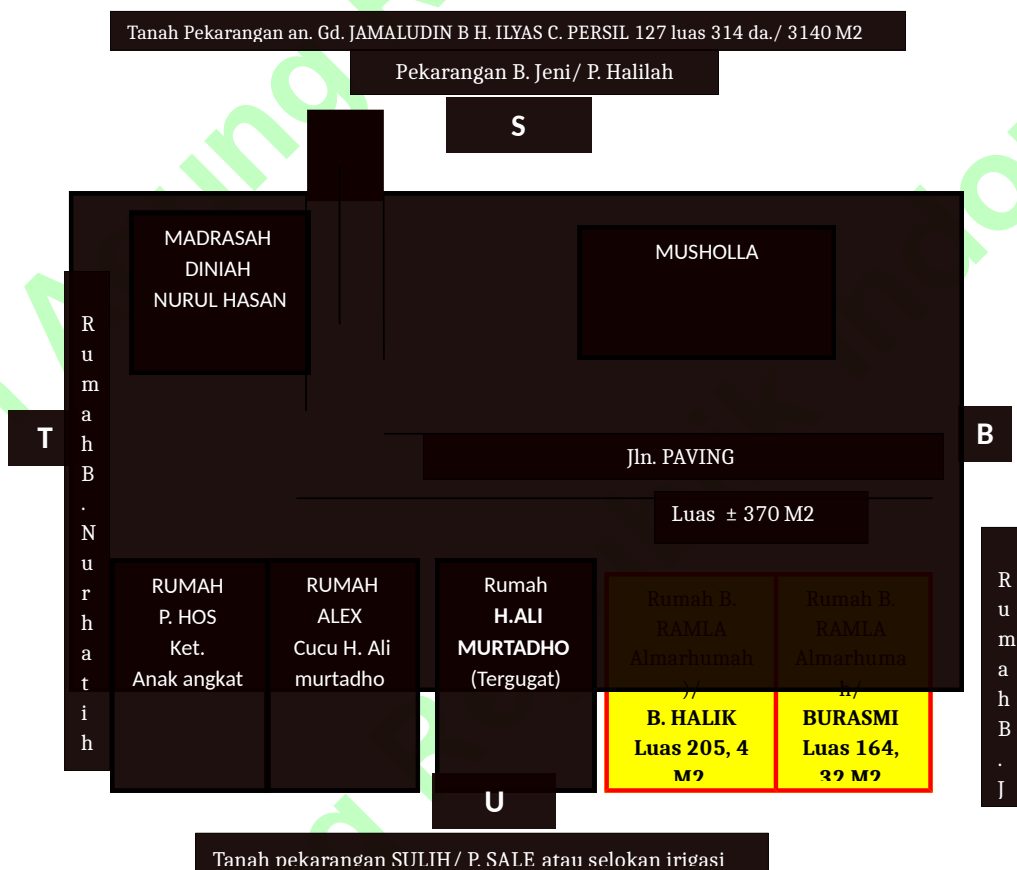 Tanah Pekarangan an. Gd. JAMALUDIN B H. ILYAS C. PERSIL 127 luas 314 da./ 3140 M2
Pekarangan B. Jeni/ P. Halilah
S
MADRASAH
DINIAH
NURUL HASAN
MUSHOLLA
R
u
m
a
h
B
.
N
u
r
h
a
t
i
h
T
B
Jln. PAVING
Luas ± 370 M2
RUMAH
P. HOS
Ket.
Anak angkat
RUMAH
ALEX
Cucu H. Ali
murtadho
Rumah
H.ALI
MURTADHO
(Tergugat)
Rumah B.
RAMLA
Almarhumah
)/
B. HALIK
Luas 205, 4
M2
Rumah B.
RAMLA
Almarhuma
h/
BURASMI
Luas 164,
32 M2
R
u
m
a
h
B
.
J
U
Tanah pekarangan SULIH/ P. SALE atau selokan irigasi